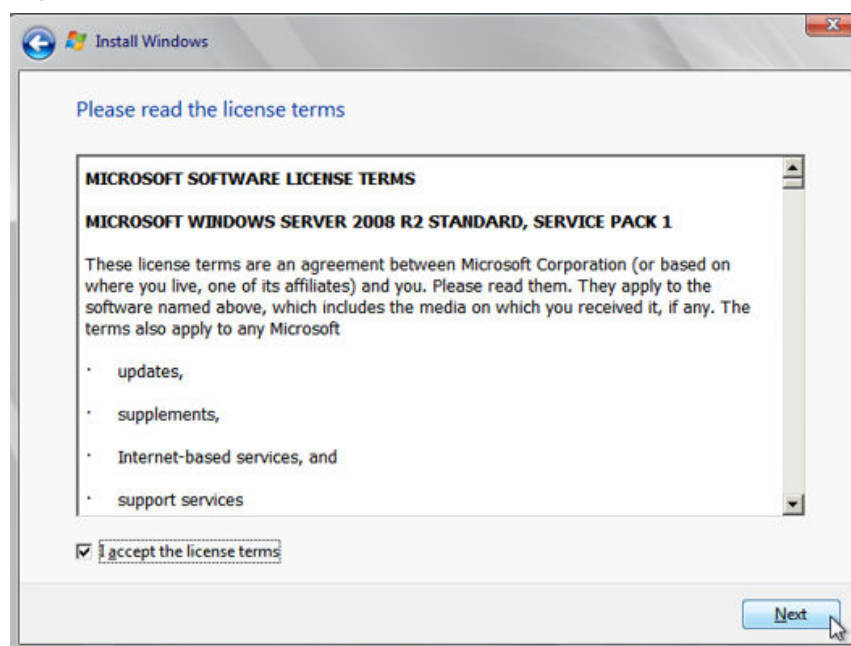 Install Windows
Please read the license terms
MICROSOFT SOFTWARE LICENSE TERMS
MICROSOFT WINDOWS SERVER 2008 R2 STANDARD, SERVICE PACK 1
These license terms are an agreement between Microsoft Corporation (or based on
where you live, one of its affiliates) and you. Please read them. They apply to the
software named above, which includes the media on which you received it, if any. The
terms also apply to any Microsoft
· updates,
· supplements,
· Internet-based services, and
· support services
I accept the license terms
Next